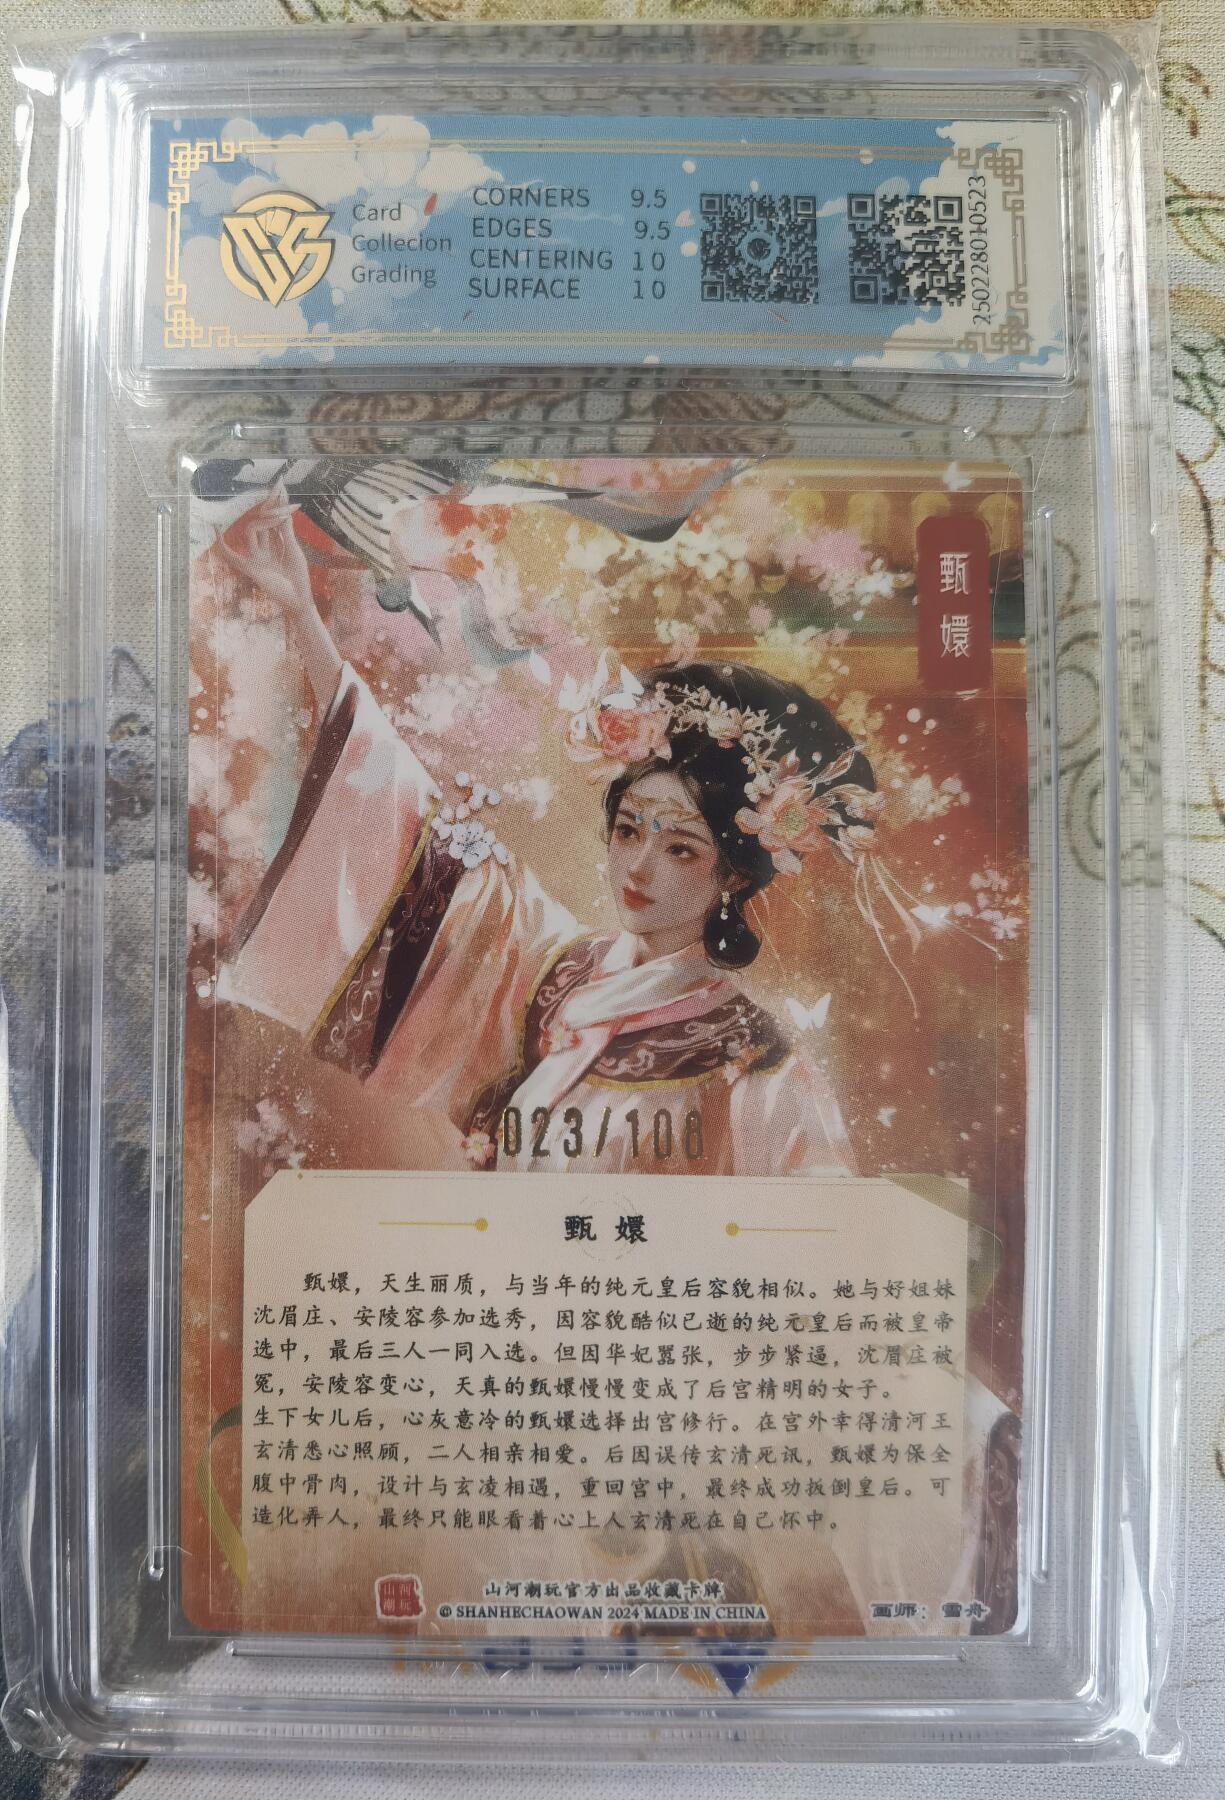 Card
Collecion
Grading
CORNERS 9.5
EDGES 9.5
CENTERING 10
SURFACE 10
2502228010523
甄嬛
023/108
甄嬛
甄嬛，天生丽质，与当年的纯元皇后容貌相似。她与好姐妹
沈眉庄、安陵容参加选秀，因容貌酷似已逝的纯元皇后而被皇帝
选中，最后三人一同入选。但因华妃嚣张，步步紧逼，沈眉庄被
冤，安陵容变心，天真的甄嬛慢慢变成了后宫精明的女子。
生下女儿后，心灰意冷的甄嬛选择出宫修行。在宫外幸得清河王
玄清悉心照顾，二人相亲相爱。后因误传玄清死讯，甄嬛为保全
腹中骨肉，设计与玄凌相遇，重回宫中，最终成功扳倒皇后。可
造化弄人，最终只能眼看着心上人玄清死在自己怀中。
山河潮玩
山河潮玩官方出品收藏卡牌
© SHANHECHAOWAN 2024 MADE IN CHINA
画师：雪舟